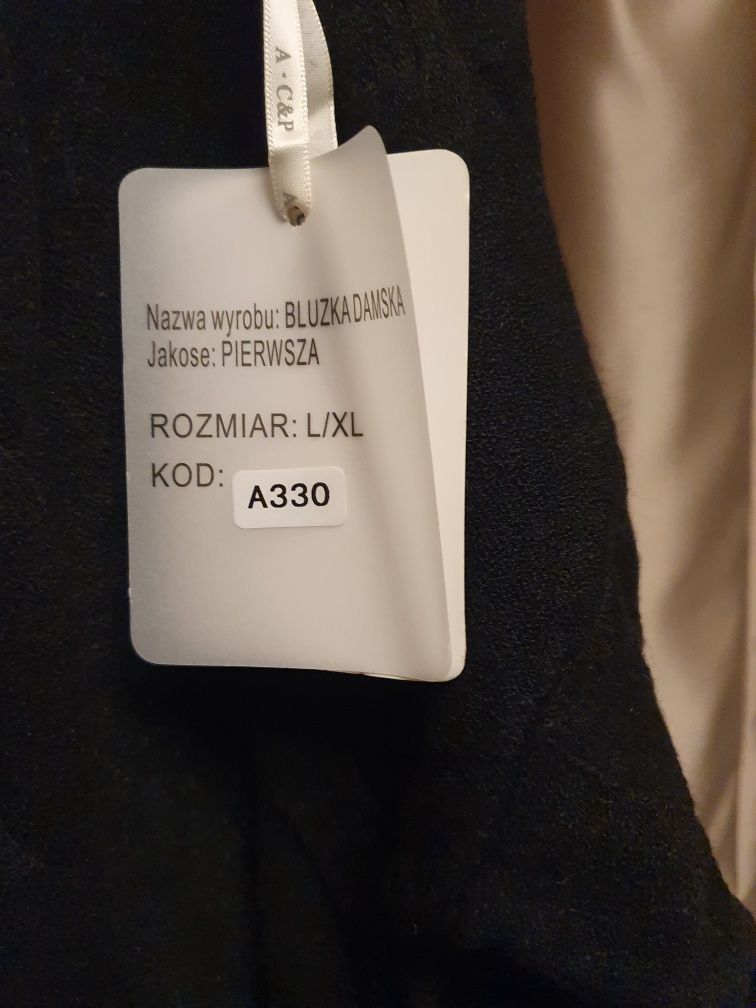 A · C&P
Nazwa wyrobu: BLUZKA DAMSKA
Jakose: PIERWSZA
ROZMIAR: L/XL
KOD: A330